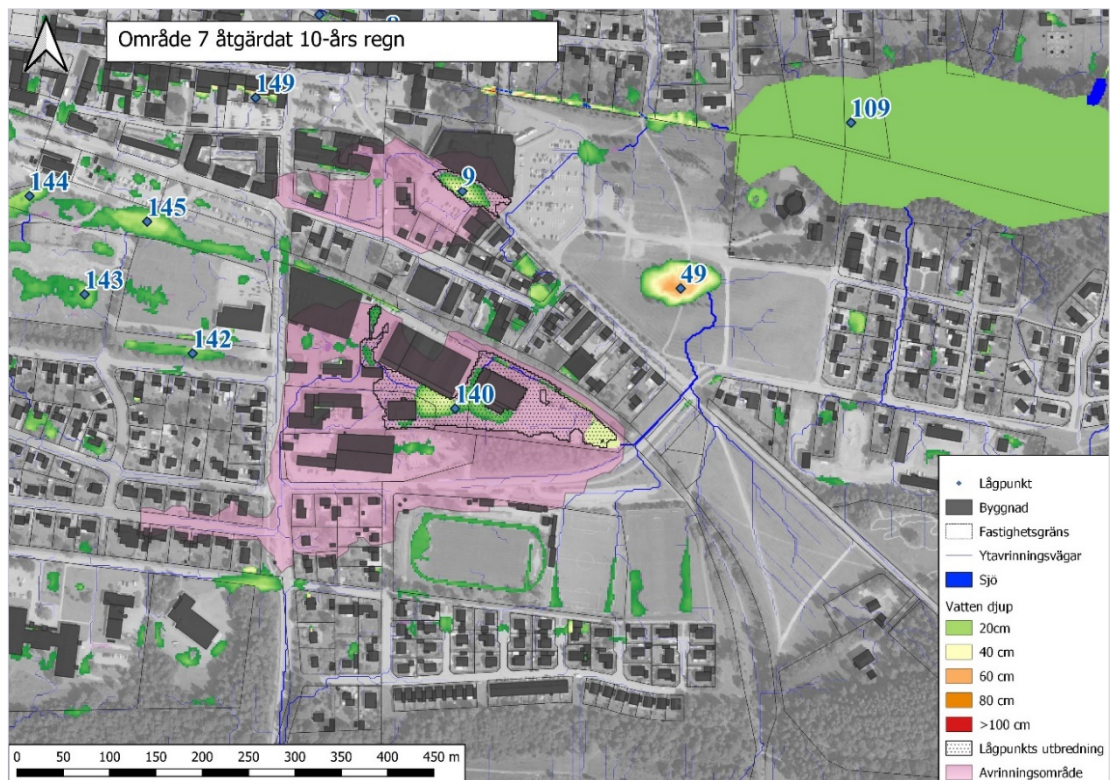 Område 7 åtgärdat 10-års regn
149
109
144
9
145
49
143
142
140
Lågpunkt
Byggnad
Fastighetsgräns
Ytavrinningsvägar
Sjö
Vatten djup
20cm
40 cm
60 cm
80 cm
>100 cm
Lågpunkts utbredning
Avrinningsområde
0 50 100 150 200 250 300 350 400 450 m